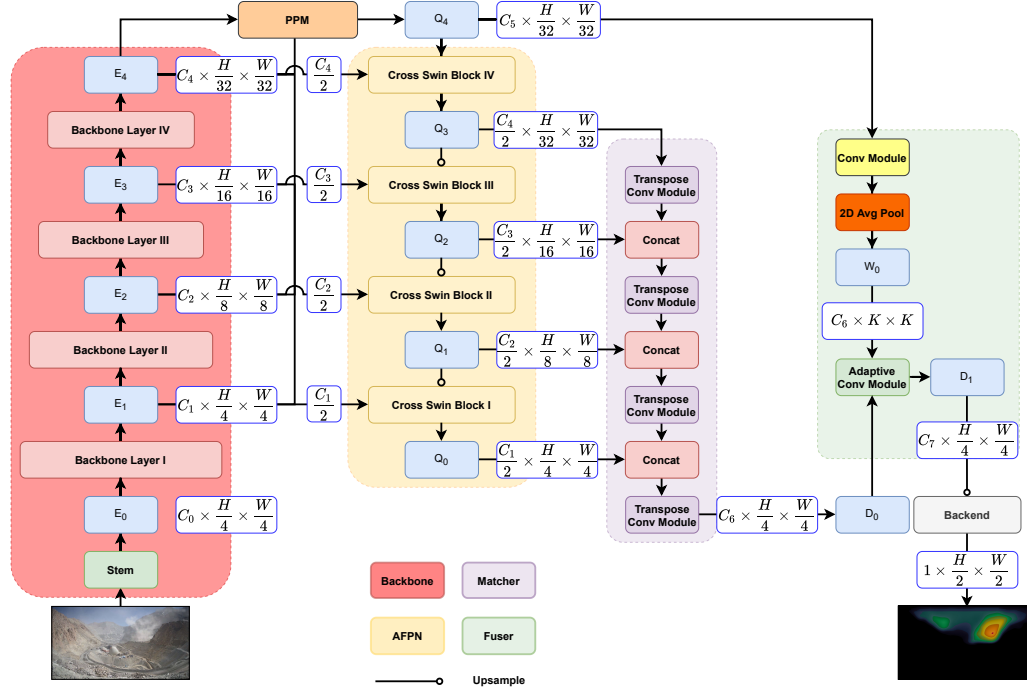 PPM
Q4
C5 × H/32 × W/32
E4
C4 × H/32 × W/32
C4/2
Cross Swin Block IV
Backbone Layer IV
Q3
C4/2 × H/32 × W/32
Conv Module
E3
C3 × H/16 × W/16
C3/2
Cross Swin Block III
Transpose
Conv Module
2D Avg Pool
Backbone Layer III
Q2
C3/2 × H/16 × W/16
Concat
W0
E2
C2 × H/8 × W/8
C2/2
Cross Swin Block II
Transpose
Conv Module
C6 × K × K
Backbone Layer II
Q1
C2/2 × H/8 × W/8
Concat
Adaptive
Conv Module
D1
E1
C1 × H/4 × W/4
C1/2
Cross Swin Block I
Transpose
Conv Module
C7 × H/4 × W/4
Backbone Layer I
Q0
C1/2 × H/4 × W/4
Concat
E0
C0 × H/4 × W/4
Transpose
Conv Module
C6 × H/4 × W/4
D0
Backend
Stem
1 × H/2 × W/2
Backbone
Matcher
AFPN
Fuser
Upsample